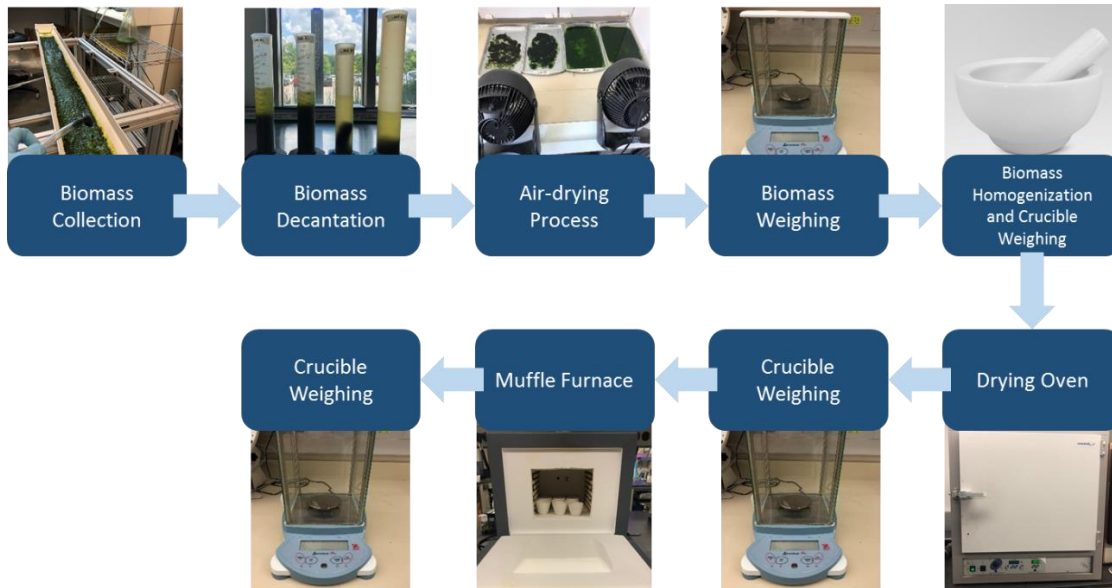 Biomass
Collection
Biomass
Decantation
Air-drying
Process
Biomass
Weighing
Biomass
Homogenization
and Crucible
Weighing
Drying Oven
Crucible
Weighing
Muffle Furnace
Crucible
Weighing